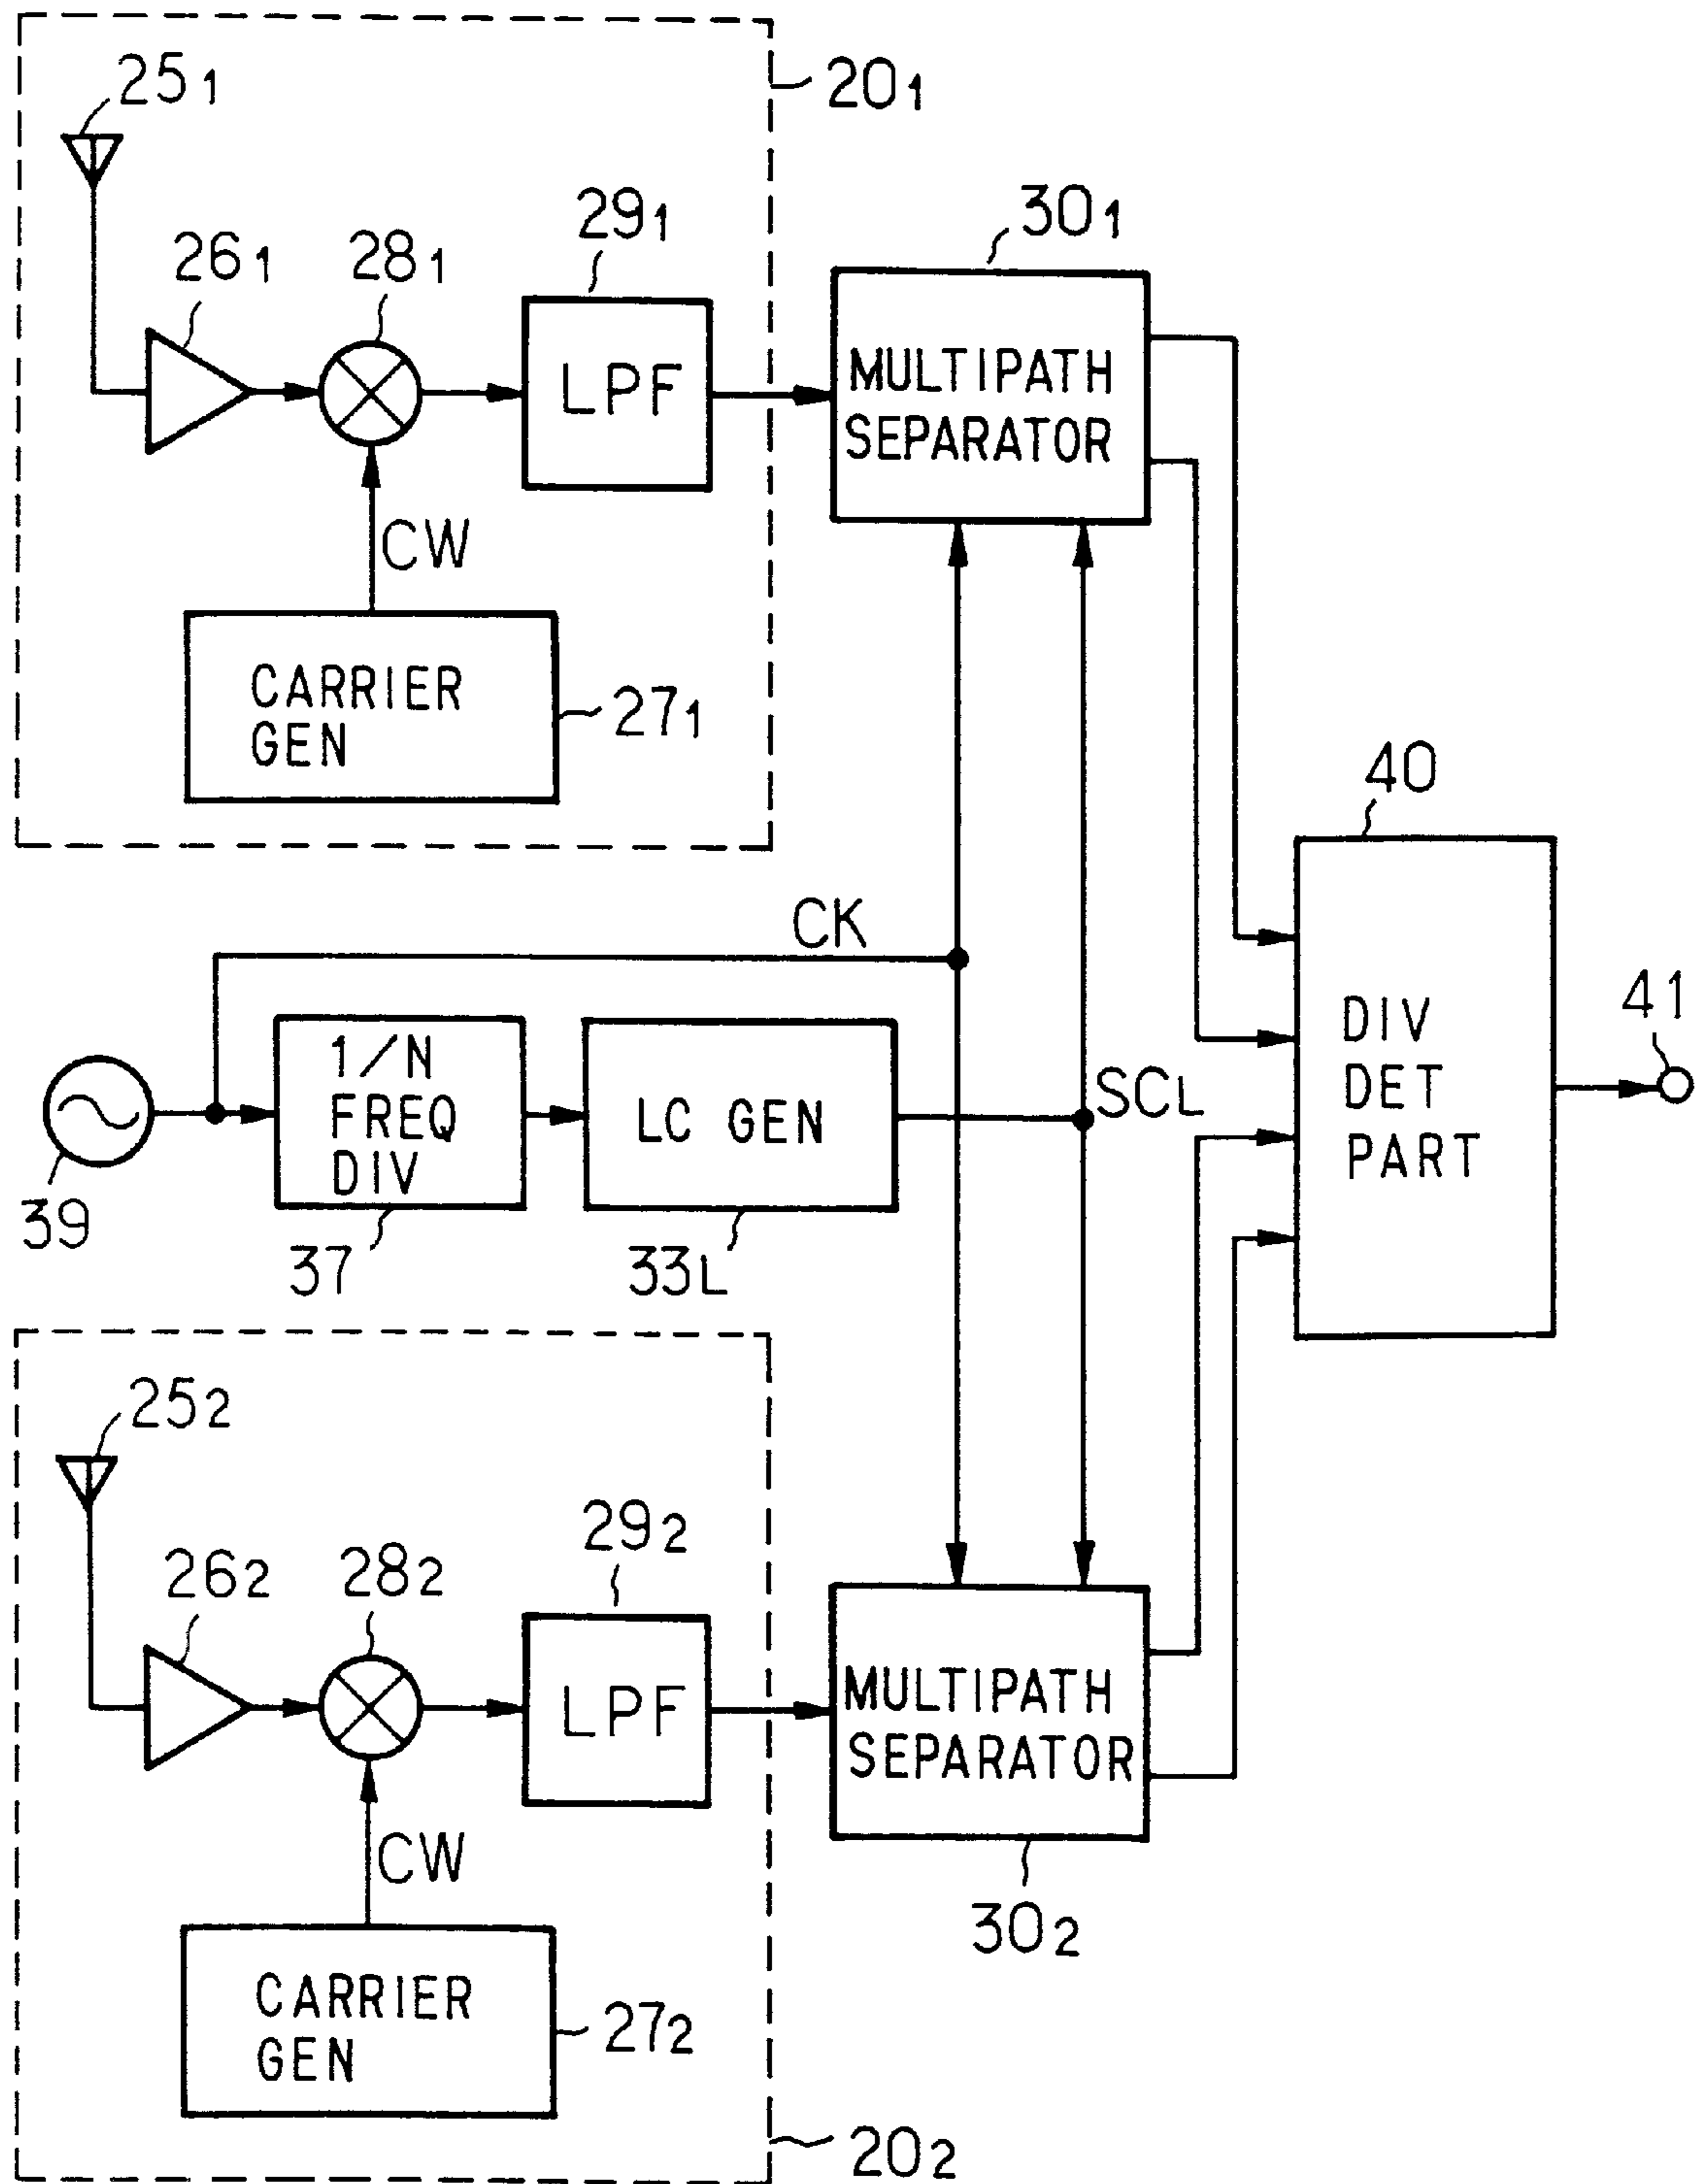 25₁
20₁
26₁
28₁
29₁
30₁
LPF
MULTIPATH
SEPARATOR
CW
CARRIER
GEN
27₁
40
CK
DIV
DET
PART
41
39
1/N
FREQ
DIV
37
LC GEN
33L
SCL
25₂
26₂
28₂
29₂
LPF
MULTIPATH
SEPARATOR
CW
30₂
CARRIER
GEN
27₂
20₂